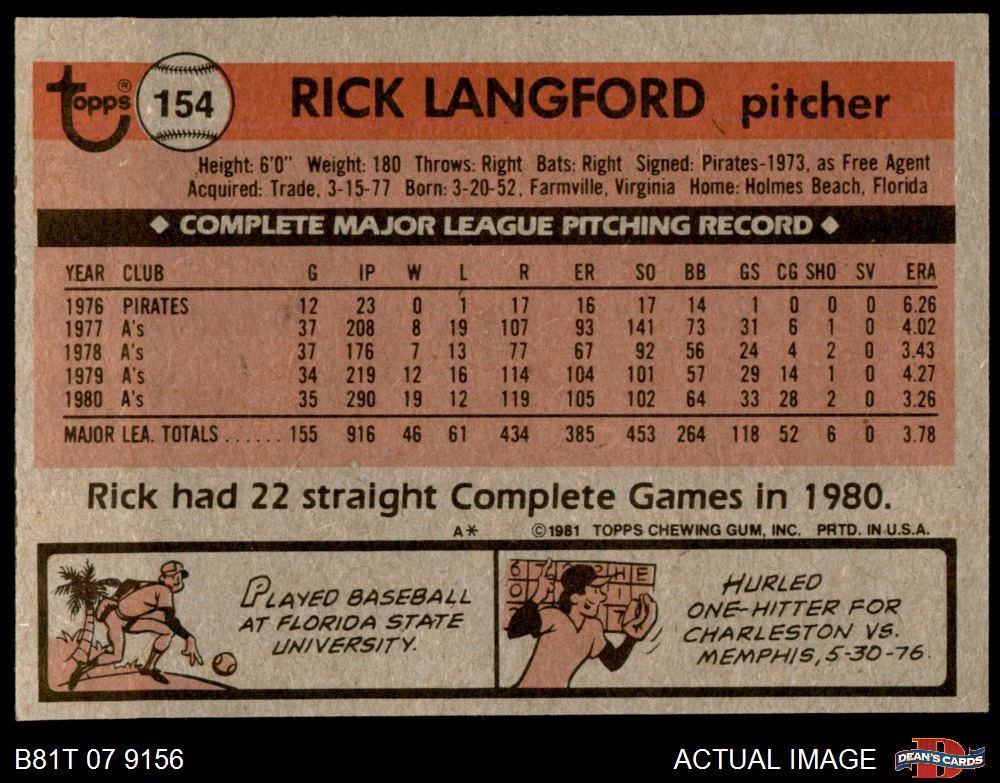 topps®
154
RICK LANGFORD pitcher
Height: 6'0" Weight: 180 Throws: Right Bats: Right Signed: Pirates-1973, as Free Agent
Acquired: Trade, 3-15-77 Born: 3-20-52, Farmville, Virginia Home: Holmes Beach, Florida
◆ COMPLETE MAJOR LEAGUE PITCHING RECORD ◆
YEAR CLUB G IP W L R ER SO BB GS CG SHO SV ERA
1976 PIRATES 12 23 0 1 17 16 17 14 1 0 0 0 6.26
1977 A's 37 208 8 19 107 93 141 73 31 6 1 0 4.02
1978 A's 37 176 7 13 77 67 92 56 24 4 2 0 3.43
1979 A's 34 219 12 16 114 104 101 57 29 14 1 0 4.27
1980 A's 35 290 19 12 119 105 102 64 33 28 2 0 3.26
MAJOR LEA. TOTALS ...... 155 916 46 61 434 385 453 264 118 52 6 0 3.78
Rick had 22 straight Complete Games in 1980.
A* ©1981 TOPPS CHEWING GUM, INC. PRTD. IN U.S.A.
PLAYED BASEBALL
AT FLORIDA STATE
UNIVERSITY.
H E
HURLED
ONE-HITTER FOR
CHARLESTON VS.
MEMPHIS, 5-30-76.
B81T 07 9156
ACTUAL IMAGE
DEAN'S CARDS